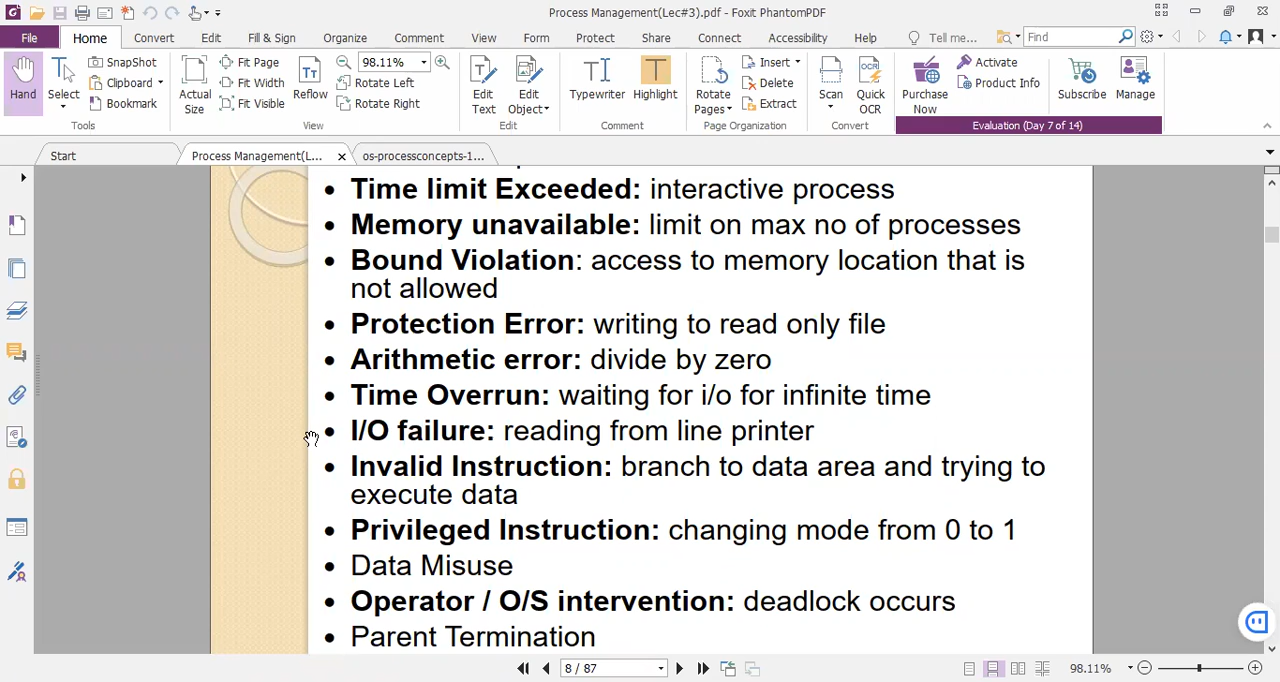 Process Management(Lec#3).pdf - Foxit PhantomPDF
File Home Convert Edit Fill & Sign Organize Comment View Form Protect Share Connect Accessibility Help Tell me... Find
SnapShot Fit Page 98.11% Insert Activate
Clipboard Fit Width Rotate Left Delete Product Info
Hand Select Bookmark Actual Size Fit Visible Reflow Rotate Right Edit Text Edit Object Typewriter Highlight Rotate Pages Extract Scan Quick OCR Purchase Now Subscribe Manage
Tools View Edit Comment Page Organization Convert Evaluation (Day 7 of 14)
Start Process Management(L... os-processconcepts-1...
• Time limit Exceeded: interactive process
• Memory unavailable: limit on max no of processes
• Bound Violation: access to memory location that is
not allowed
• Protection Error: writing to read only file
• Arithmetic error: divide by zero
• Time Overrun: waiting for i/o for infinite time
• I/O failure: reading from line printer
• Invalid Instruction: branch to data area and trying to
execute data
• Privileged Instruction: changing mode from 0 to 1
• Data Misuse
• Operator / O/S intervention: deadlock occurs
• Parent Termination
8 / 87 98.11%